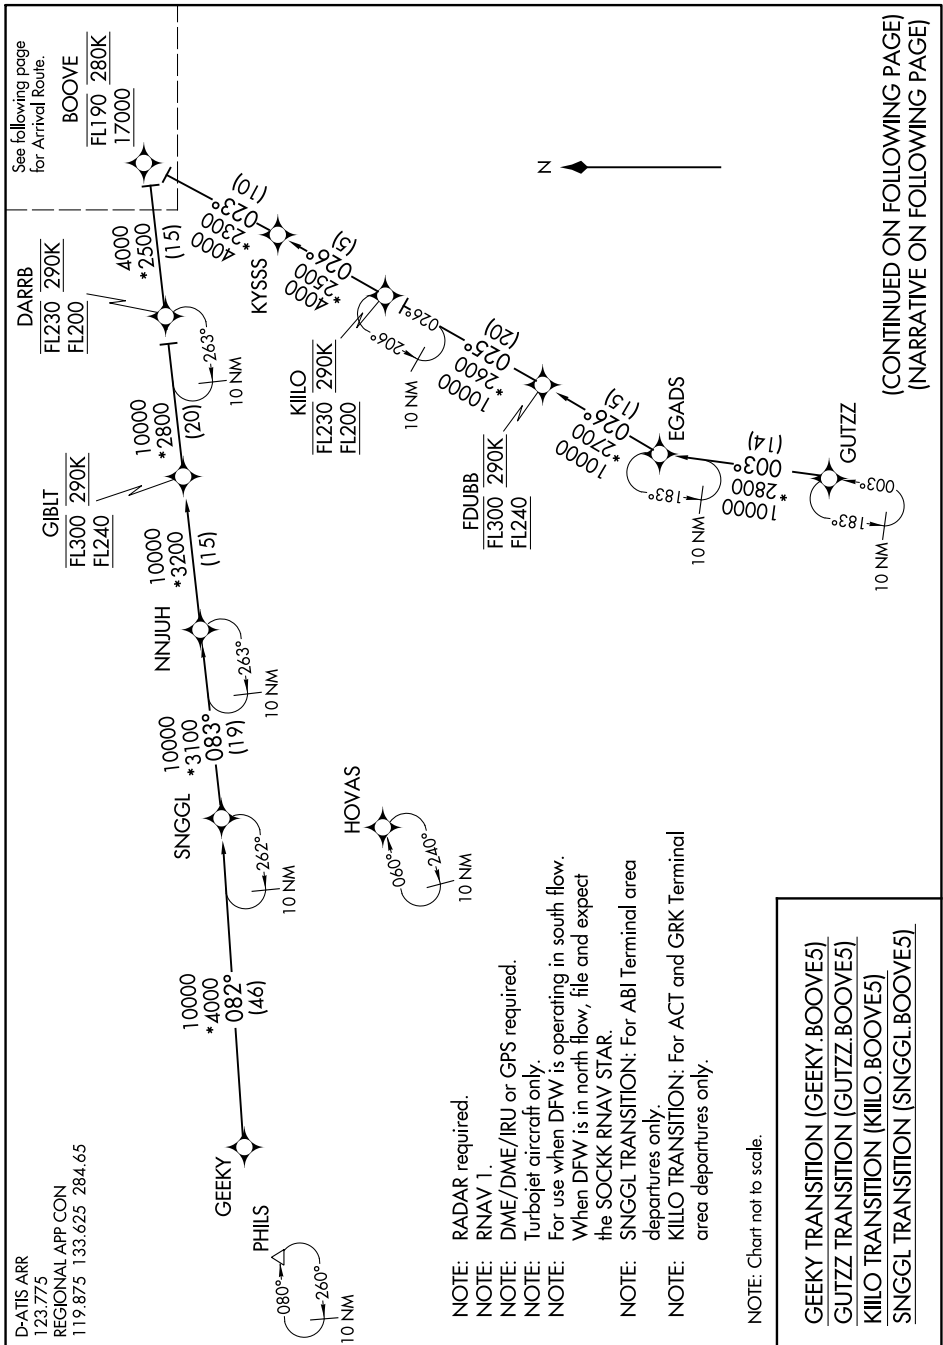 D-ATIS ARR
123.775
REGIONAL APP CON
119.875 133.625 284.65
See following page
for Arrival Route.
BOOVE
FL190 280K
17000
DARRB
FL230 290K
FL200
4000
*2500
(15)
263°
10 NM
GIBLT
FL300 290K
FL240
10000
*2800
(20)
NNJUH
10000
*3200
(15)
263°
10 NM
SNGGL
10000
*3100
083°
(19)
262°
10 NM
GEEKY
10000
*4000
082°
(46)
PHILS
080°
260°
10 NM
HOVAS
060°
240°
10 NM
KYSSS
4000
*2300
023°
(10)
KIILO
FL230 290K
FL200
4000
*2500
026°
(5)
206°
026°
10 NM
FDUBB
FL300 290K
FL240
10000
*2600
025°
(20)
EGADS
10000
*2700
026°
(15)
183°
10 NM
GUTZZ
10000
*2800
003°
(14)
003°
183°
10 NM
N
NOTE: RADAR required.
NOTE: RNAV 1.
NOTE: DME/DME/IRU or GPS required.
NOTE: Turbojet aircraft only.
NOTE: For use when DFW is operating in south flow.
When DFW is in north flow, file and expect
the SOCKK RNAV STAR.
NOTE: SNGGL TRANSITION: For ABI Terminal area
departures only.
NOTE: KIILO TRANSITION: For ACT and GRK Terminal
area departures only.
NOTE: Chart not to scale.
GEEKY TRANSITION (GEEKY.BOOVE5)
GUTZZ TRANSITION (GUTZZ.BOOVE5)
KIILO TRANSITION (KIILO.BOOVE5)
SNGGL TRANSITION (SNGGL.BOOVE5)
(CONTINUED ON FOLLOWING PAGE)
(NARRATIVE ON FOLLOWING PAGE)